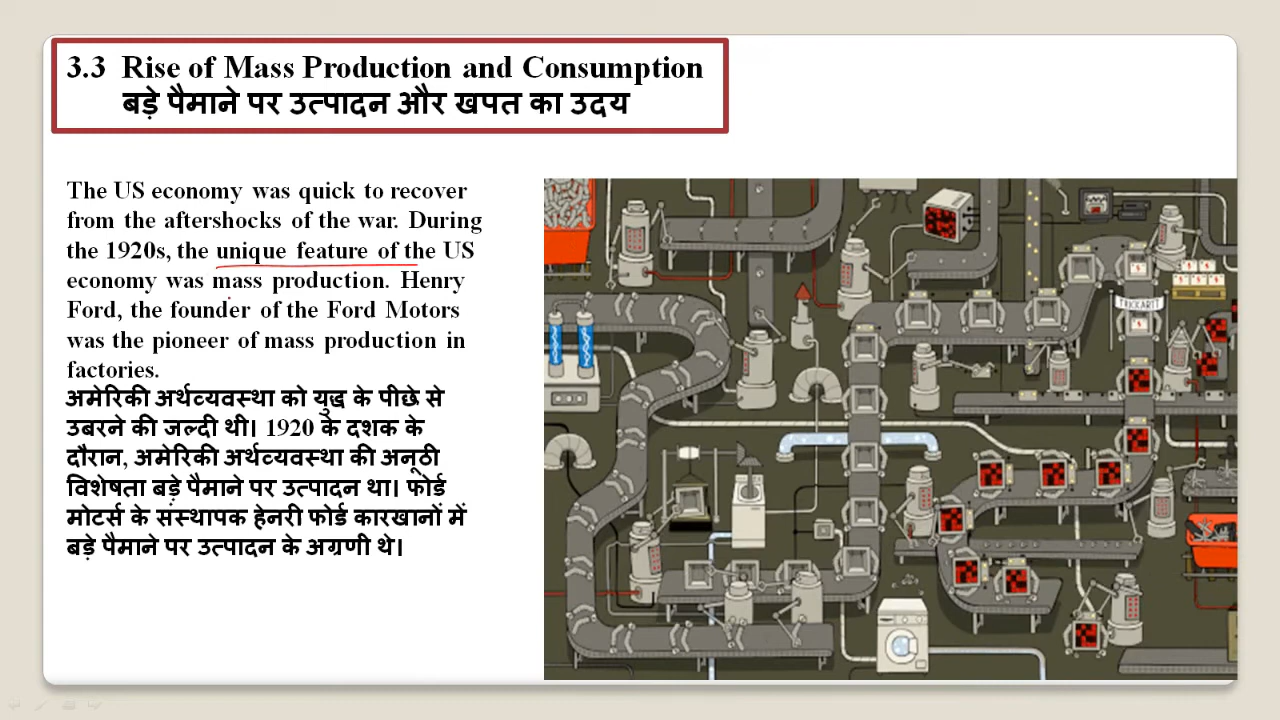 3.3 Rise of Mass Production and Consumption
बड़े पैमाने पर उत्पादन और खपत का उदय
The US economy was quick to recover
from the aftershocks of the war. During
the 1920s, the unique feature of the US
economy was mass production. Henry
Ford, the founder of the Ford Motors
was the pioneer of mass production in
factories.
अमेरिकी अर्थव्यवस्था को युद्ध के पीछे से
उबरने की जल्दी थी। 1920 के दशक के
दौरान, अमेरिकी अर्थव्यवस्था की अनूठी
विशेषता बड़े पैमाने पर उत्पादन था। फोर्ड
मोटर्स के संस्थापक हेनरी फोर्ड कारखानों में
बड़े पैमाने पर उत्पादन के अग्रणी थे।